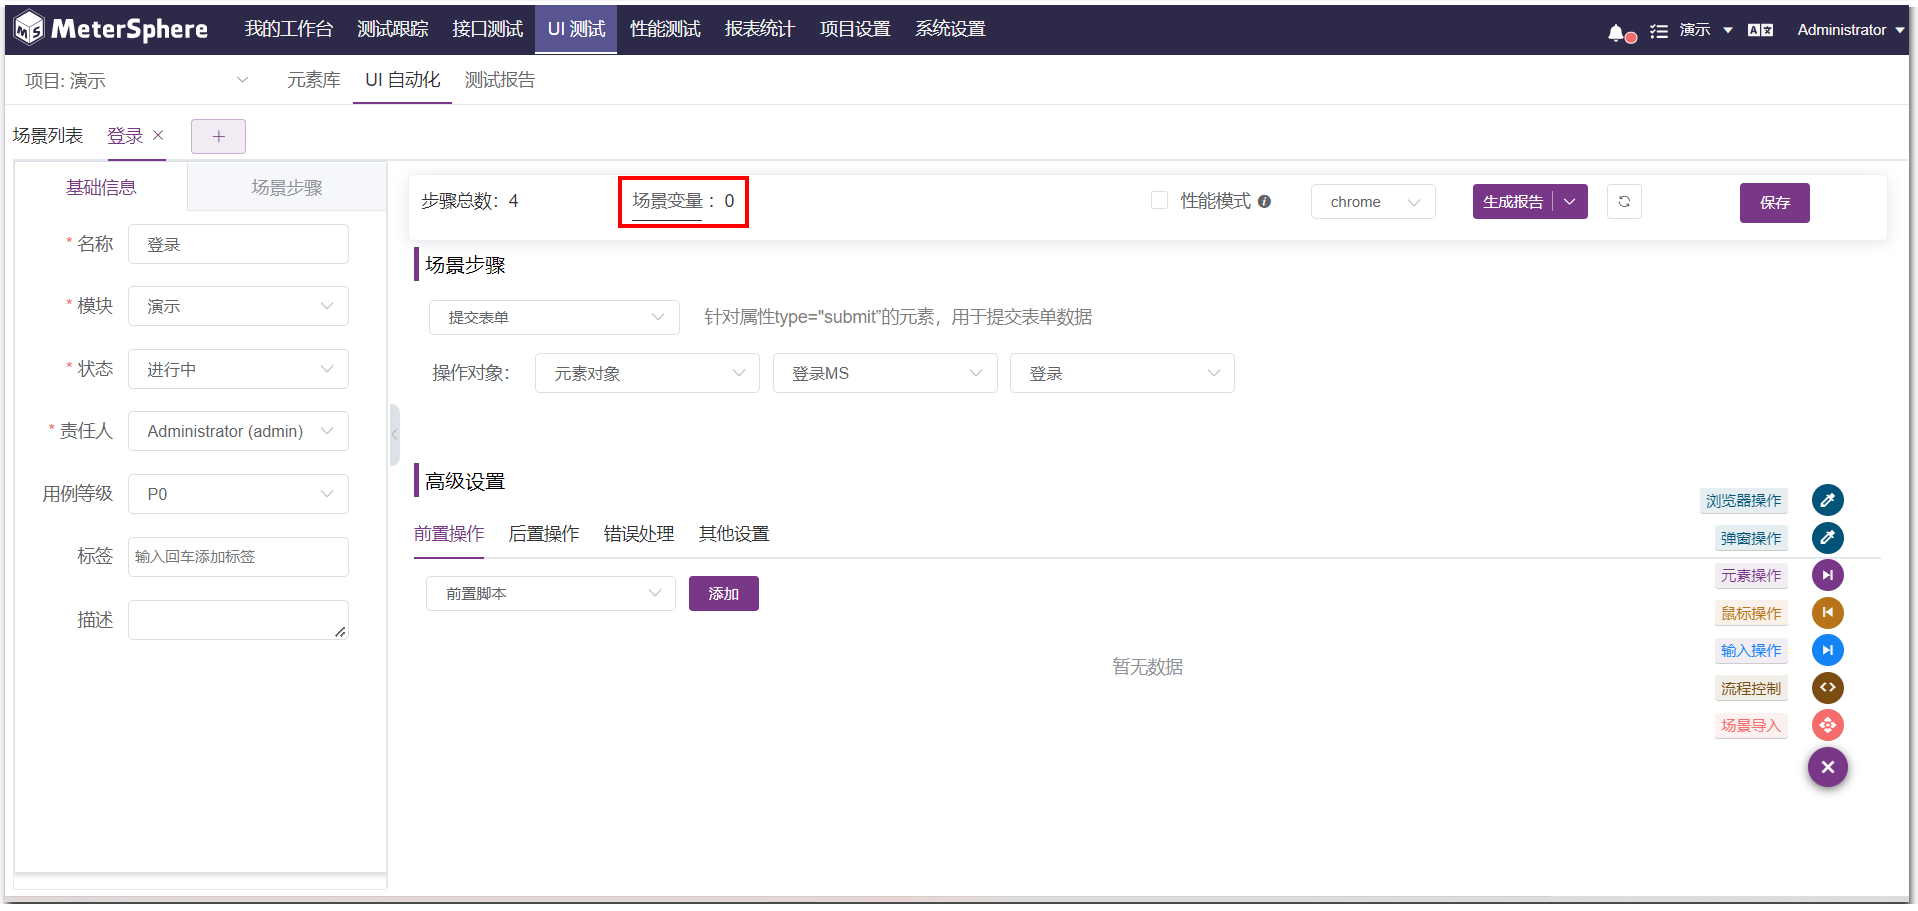 MeterSphere 我的工作台 测试跟踪 接口测试 UI 测试 性能测试 报表统计 项目设置 系统设置 演示 Administrator
项目: 演示 元素库 UI 自动化 测试报告
场景列表 登录 × +
基础信息 场景步骤
* 名称 登录
* 模块 演示
* 状态 进行中
* 责任人 Administrator (admin)
用例等级 P0
标签 输入回车添加标签
描述
步骤总数: 4 场景变量 : 0 性能模式 chrome 生成报告 保存
场景步骤
提交表单 针对属性type="submit”的元素，用于提交表单数据
操作对象: 元素对象 登录MS 登录
高级设置
前置操作 后置操作 错误处理 其他设置
前置脚本 添加
暂无数据
浏览器操作
弹窗操作
元素操作
鼠标操作
输入操作
流程控制
场景导入